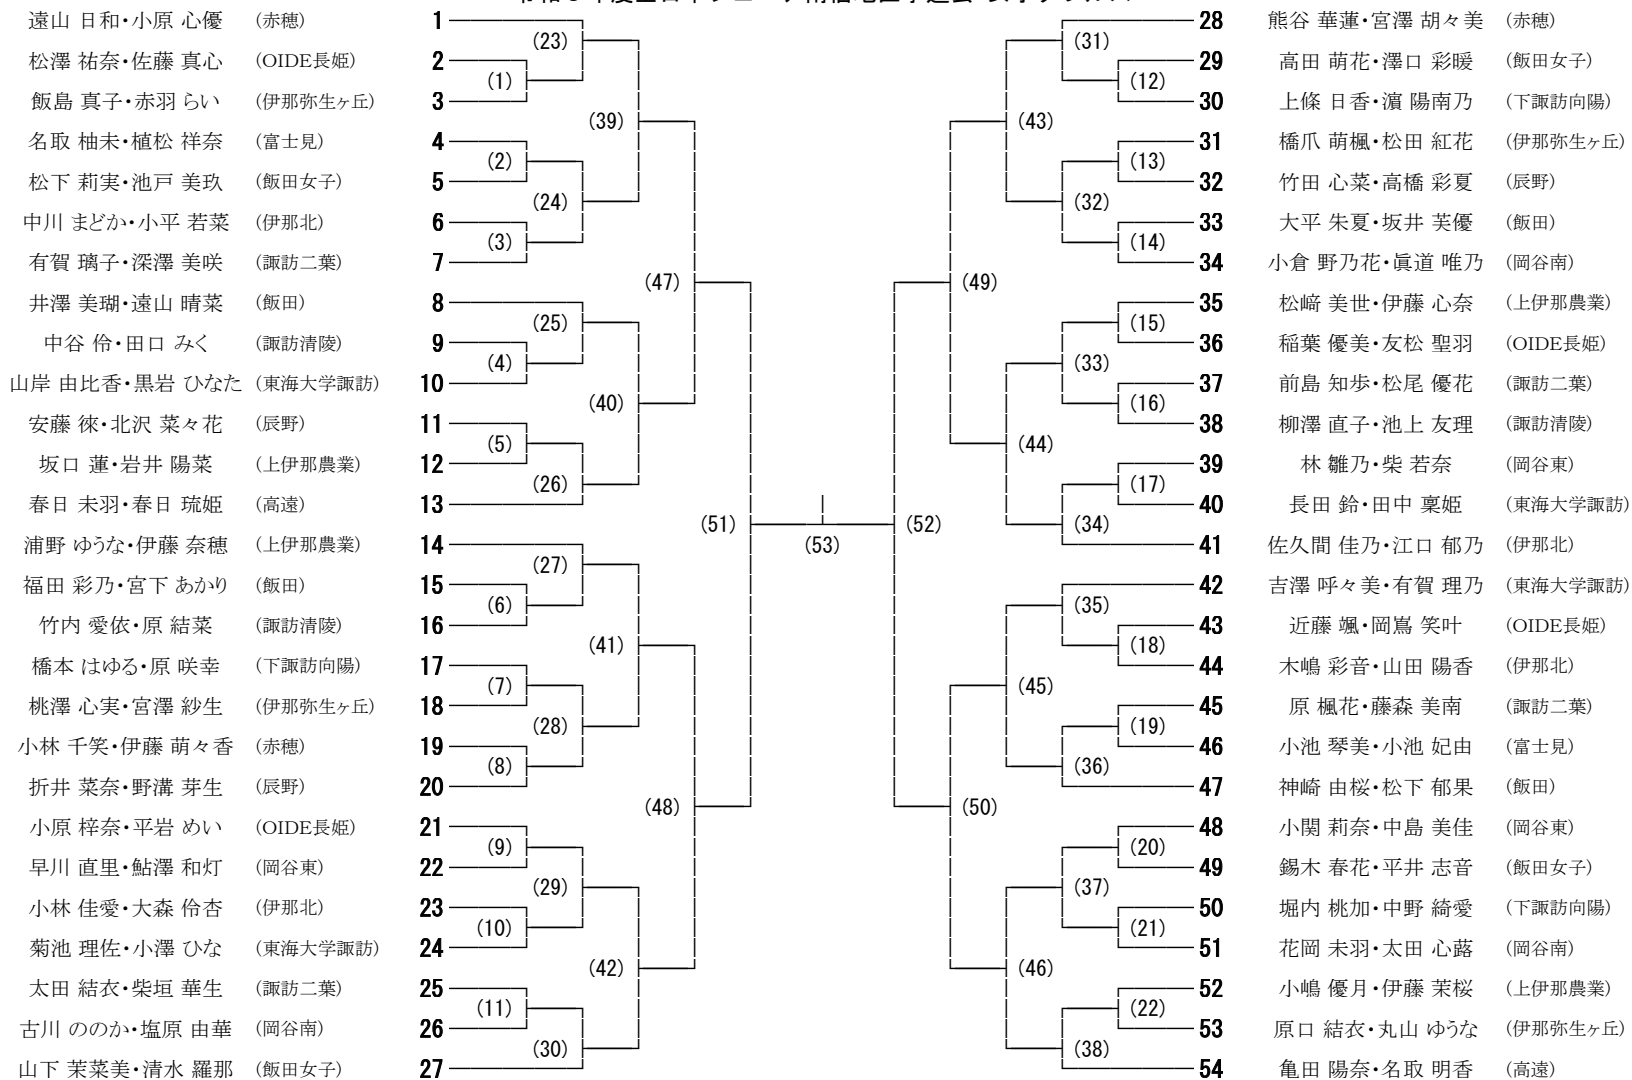 遠山 日和・小原 心優 (赤穂) 1
松澤 祐奈・佐藤 真心 (OIDE長姫) 2
飯島 真子・赤羽 らい (伊那弥生ヶ丘) 3
名取 柚未・植松 祥奈 (富士見) 4
松下 莉実・池戸 美玖 (飯田女子) 5
中川 まどか・小平 若菜 (伊那北) 6
有賀 璃子・深澤 美咲 (諏訪二葉) 7
井澤 美瑚・遠山 晴菜 (飯田) 8
中谷 伶・田口 みく (諏訪清陵) 9
山岸 由比香・黒岩 ひなた (東海大学諏訪) 10
安藤 徠・北沢 菜々花 (辰野) 11
坂口 蓮・岩井 陽菜 (上伊那農業) 12
春日 未羽・春日 琉姫 (高遠) 13
浦野 ゆうな・伊藤 奈穂 (上伊那農業) 14
福田 彩乃・宮下 あかり (飯田) 15
竹内 愛依・原 結菜 (諏訪清陵) 16
橋本 はゆる・原 咲幸 (下諏訪向陽) 17
桃澤 心実・宮澤 紗生 (伊那弥生ヶ丘) 18
小林 千笑・伊藤 萌々香 (赤穂) 19
折井 菜奈・野溝 芽生 (辰野) 20
小原 梓奈・平岩 めい (OIDE長姫) 21
早川 直里・鮎澤 和灯 (岡谷東) 22
小林 佳愛・大森 伶杏 (伊那北) 23
菊池 理佐・小澤 ひな (東海大学諏訪) 24
太田 結衣・柴垣 華生 (諏訪二葉) 25
古川 ののか・塩原 由華 (岡谷南) 26
山下 茉菜美・清水 羅那 (飯田女子) 27
(23)
(1)
(39)
(2)
(24)
(3)
(47)
(25)
(4)
(40)
(5)
(26)
(51)
(27)
(6)
(41)
(7)
(28)
(8)
(48)
(9)
(29)
(10)
(42)
(11)
(30)
(53)
(31)
(12)
(43)
(13)
(32)
(14)
(49)
(15)
(33)
(16)
(44)
(17)
(34)
(52)
(35)
(18)
(45)
(19)
(36)
(50)
(20)
(37)
(21)
(46)
(22)
(38)
28 熊谷 華蓮・宮澤 胡々美 (赤穂)
29 高田 萌花・澤口 彩暖 (飯田女子)
30 上條 日香・濵 陽南乃 (下諏訪向陽)
31 橋爪 萌楓・松田 紅花 (伊那弥生ヶ丘)
32 竹田 心菜・高橋 彩夏 (辰野)
33 大平 朱夏・坂井 芙優 (飯田)
34 小倉 野乃花・眞道 唯乃 (岡谷南)
35 松﨑 美世・伊藤 心奈 (上伊那農業)
36 稲葉 優美・友松 聖羽 (OIDE長姫)
37 前島 知歩・松尾 優花 (諏訪二葉)
38 柳澤 直子・池上 友理 (諏訪清陵)
39 林 雛乃・柴 若奈 (岡谷東)
40 長田 鈴・田中 稟姫 (東海大学諏訪)
41 佐久間 佳乃・江口 郁乃 (伊那北)
42 吉澤 呼々美・有賀 理乃 (東海大学諏訪)
43 近藤 颯・岡嶌 笑叶 (OIDE長姫)
44 木嶋 彩音・山田 陽香 (伊那北)
45 原 楓花・藤森 美南 (諏訪二葉)
46 小池 琴美・小池 妃由 (富士見)
47 神崎 由桜・松下 郁果 (飯田)
48 小関 莉奈・中島 美佳 (岡谷東)
49 錫木 春花・平井 志音 (飯田女子)
50 堀内 桃加・中野 綺愛 (下諏訪向陽)
51 花岡 未羽・太田 心蕗 (岡谷南)
52 小嶋 優月・伊藤 茉桜 (上伊那農業)
53 原口 結衣・丸山 ゆうな (伊那弥生ヶ丘)
54 亀田 陽奈・名取 明香 (高遠)